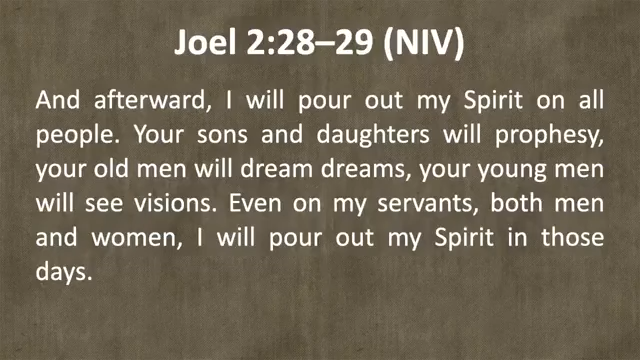 Joel 2:28–29 (NIV)
And afterward, I will pour out my Spirit on all
people. Your sons and daughters will prophesy,
your old men will dream dreams, your young men
will see visions. Even on my servants, both men
and women, I will pour out my Spirit in those
days.